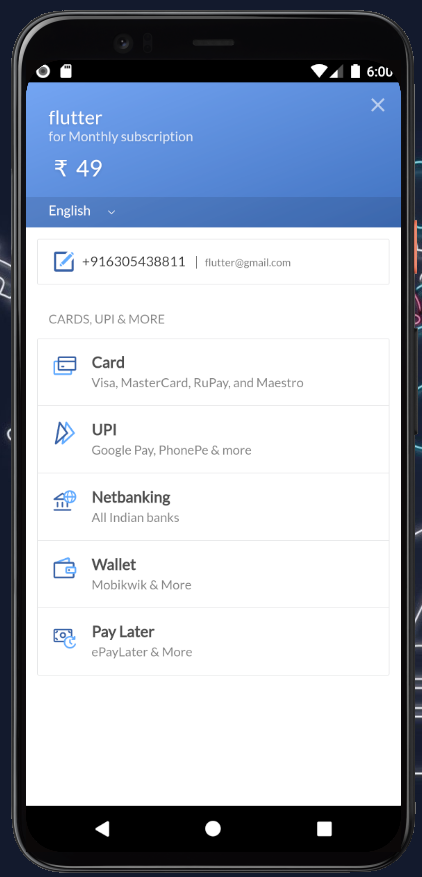 6:00
flutter
for Monthly subscription
₹ 49
English
+916305438811 | flutter@gmail.com
CARDS, UPI & MORE
Card
Visa, MasterCard, RuPay, and Maestro
UPI
Google Pay, PhonePe & more
Netbanking
All Indian banks
Wallet
Mobikwik & More
Pay Later
ePayLater & More